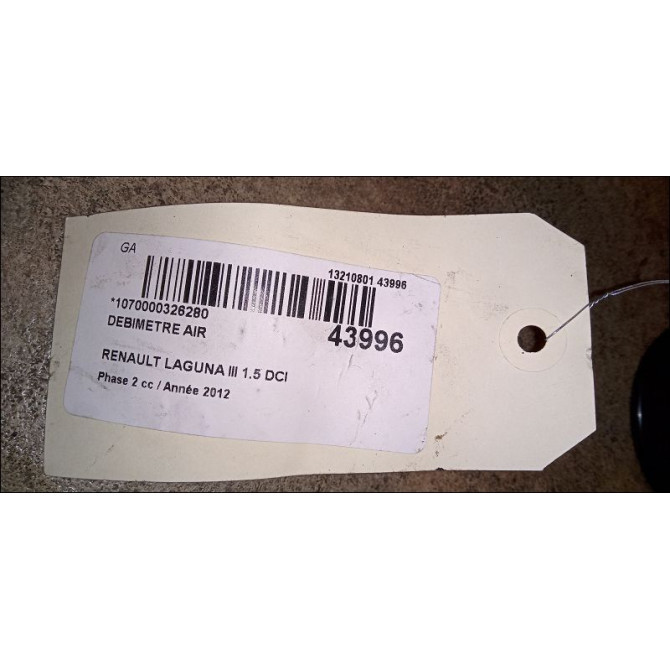 GA
13210801 43996
*1070000326280
DEBIMETRE AIR
43996
RENAULT LAGUNA III 1.5 DCI
Phase 2 cc / Année 2012